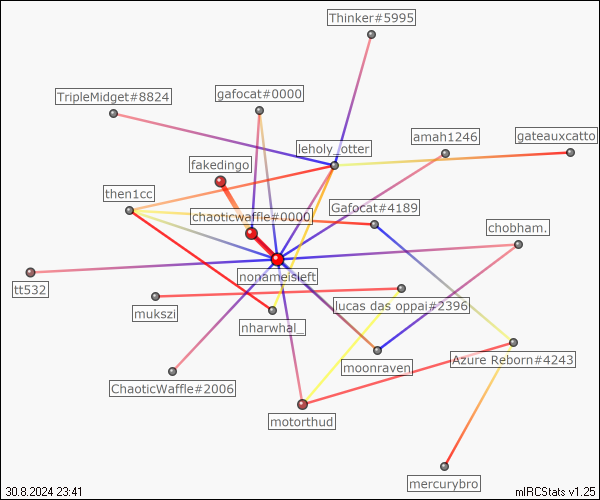 Thinker#5995
TripleMidget#8824
gafocat#0000
leholy_otter
amah1246
gateauxcatto
fakedingo
then1cc
chaoticwaffle#0000
Gafocat#4189
chobham.
nonameisleft
tt532
mukszi
lucas das oppai#2396
nharwhal_
moonraven
Azure Reborn#4243
ChaoticWaffle#2006
motorthud
mercurybro
30.8.2024 23:41
mIRCStats v1.25